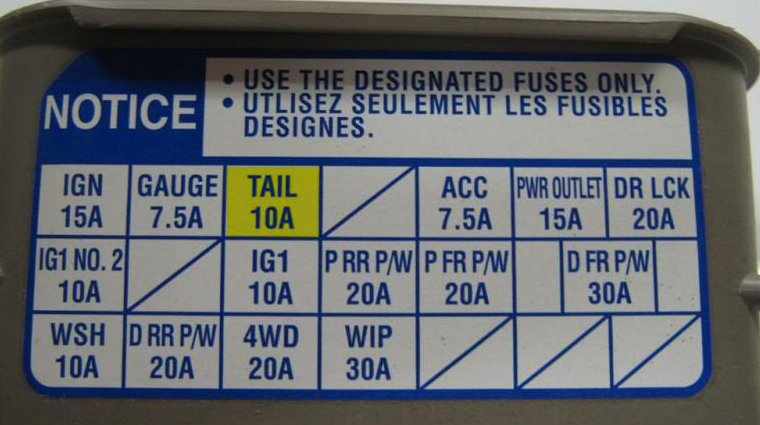 NOTICE
• USE THE DESIGNATED FUSES ONLY.
• UTLISEZ SEULEMENT LES FUSIBLES
DESIGNES.
IGN GAUGE TAIL ACC PWR OUTLET DR LCK
15A 7.5A 10A 7.5A 15A 20A
IG1 NO. 2 IG1 P RR P/W P FR P/W D FR P/W
10A 10A 20A 20A 30A
WSH D RR P/W 4WD WIP
10A 20A 20A 30A